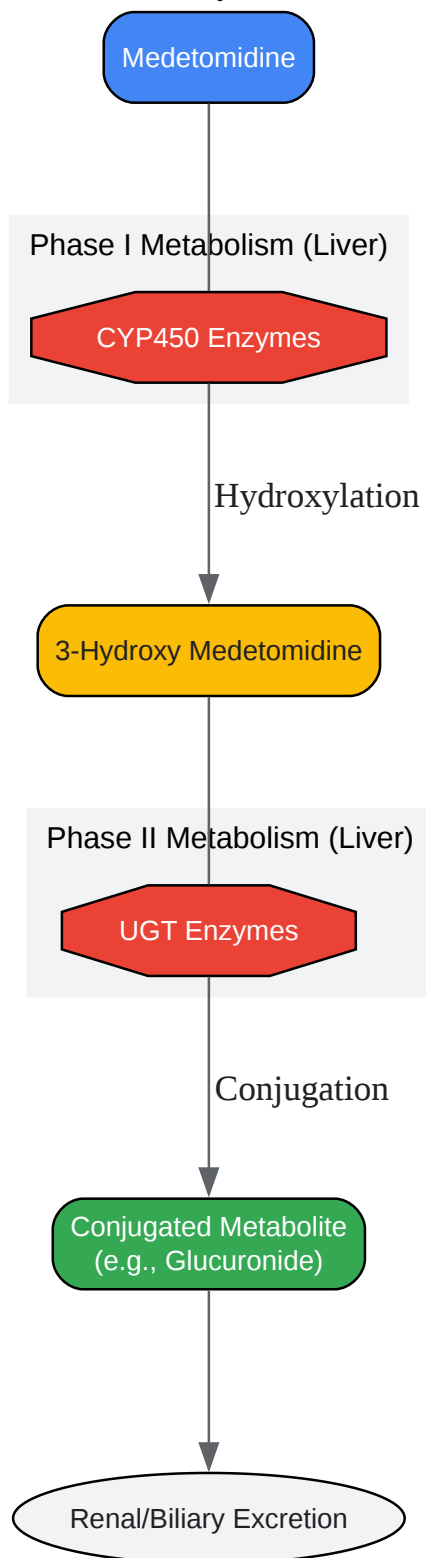 Medetomidine
Phase I Metabolism (Liver)
CYP450 Enzymes
Hydroxylation
3-Hydroxy Medetomidine
Phase II Metabolism (Liver)
UGT Enzymes
Conjugation
Conjugated Metabolite
(e.g., Glucuronide)
Renal/Biliary Excretion